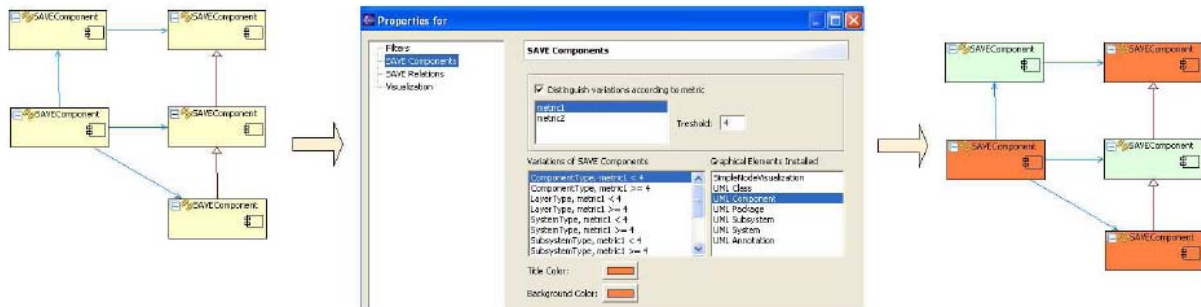 SAVEComponent
SAVEComponent
SAVEComponent
SAVEComponent
SAVEComponent
Properties for
Filters
SAVE Components
SAVE Relations
Visualization
SAVE Components
Distinguish variations according to metric
metric1
metric2
Treshold: 4
Variations of SAVE Components
ComponentType, metric1 < 4
ComponentType, metric1 >= 4
LayerType, metric1 < 4
LayerType, metric1 >= 4
SystemType, metric1 < 4
SystemType, metric1 >= 4
SubsystemType, metric1 < 4
SubsystemType, metric1 >= 4
Graphical Elements Installed
SimpleNodeVisualization
UML Class
UML Component
UML Package
UML Subsystem
UML System
UML Annotation
Title Color:
Background Color:
SAVEComponent
SAVEComponent
SAVEComponent
SAVEComponent
SAVEComponent